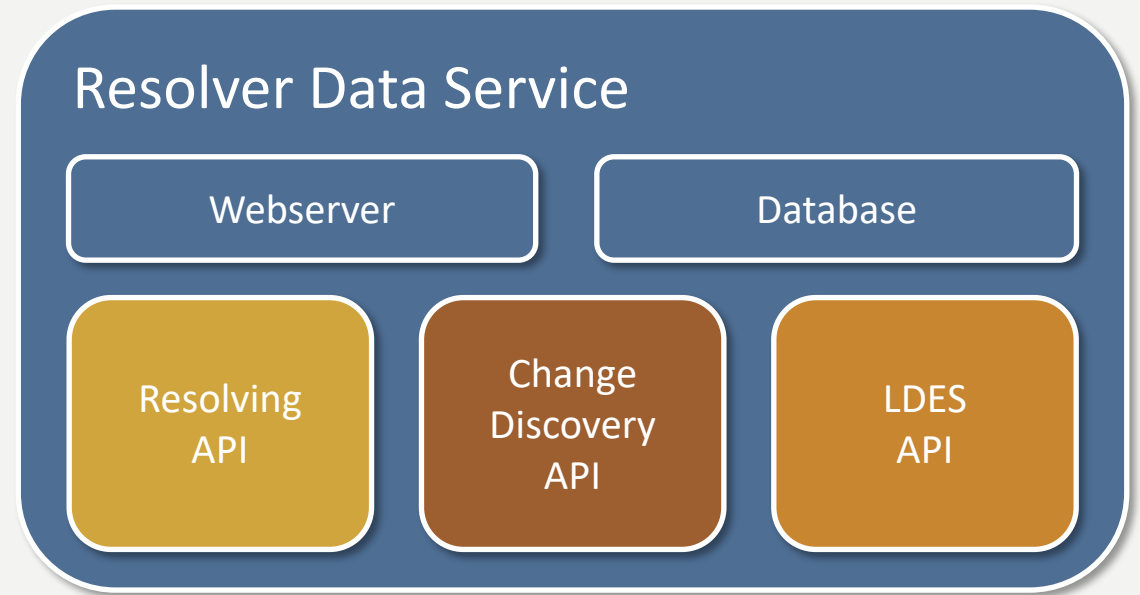 Resolver Data Service
Webserver
Database
Resolving
API
Change
Discovery
API
LDES
API